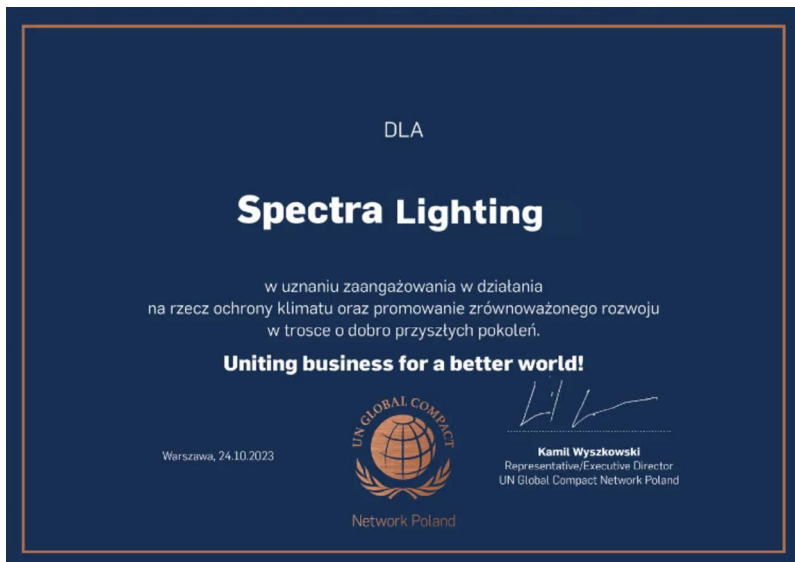 DLA
Spectra Lighting
w uznaniu zaangażowania w działania
na rzecz ochrony klimatu oraz promowanie zrównoważonego rozwoju
w trosce o dobro przyszłych pokoleń.
Uniting business for a better world!
UN GLOBAL COMPACT
Network Poland
Warszawa, 24.10.2023
Kamil Wyszkowski
Representative/Executive Director
UN Global Compact Network Poland